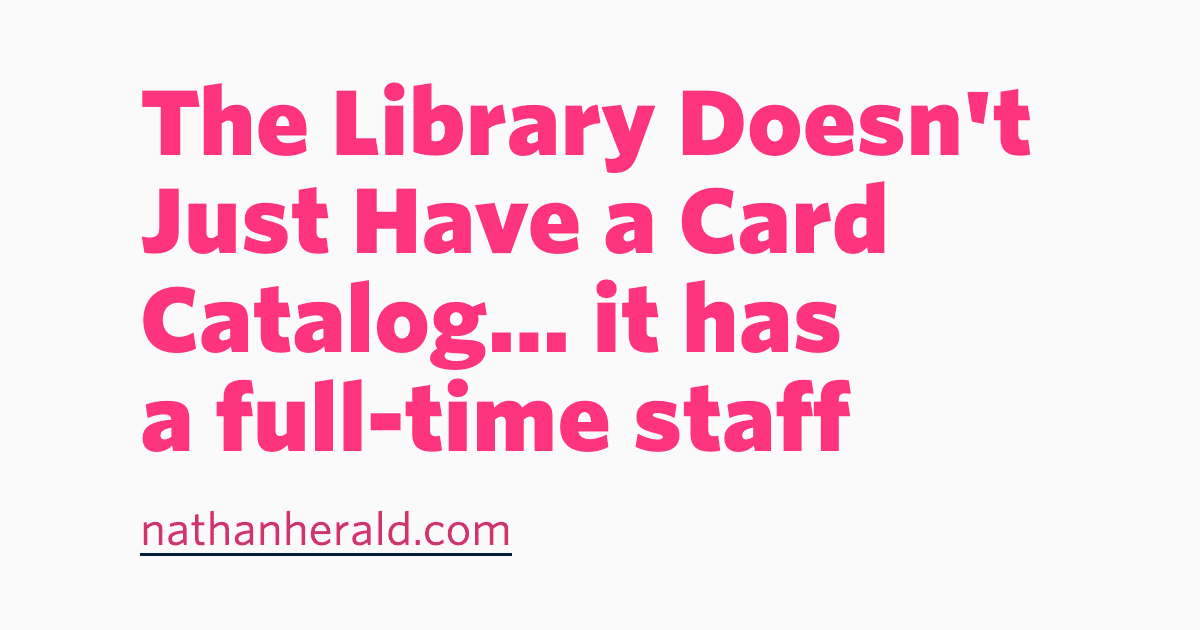 The Library Doesn't
Just Have a Card
Catalog... it has
a full-time staff
nathanherald.com